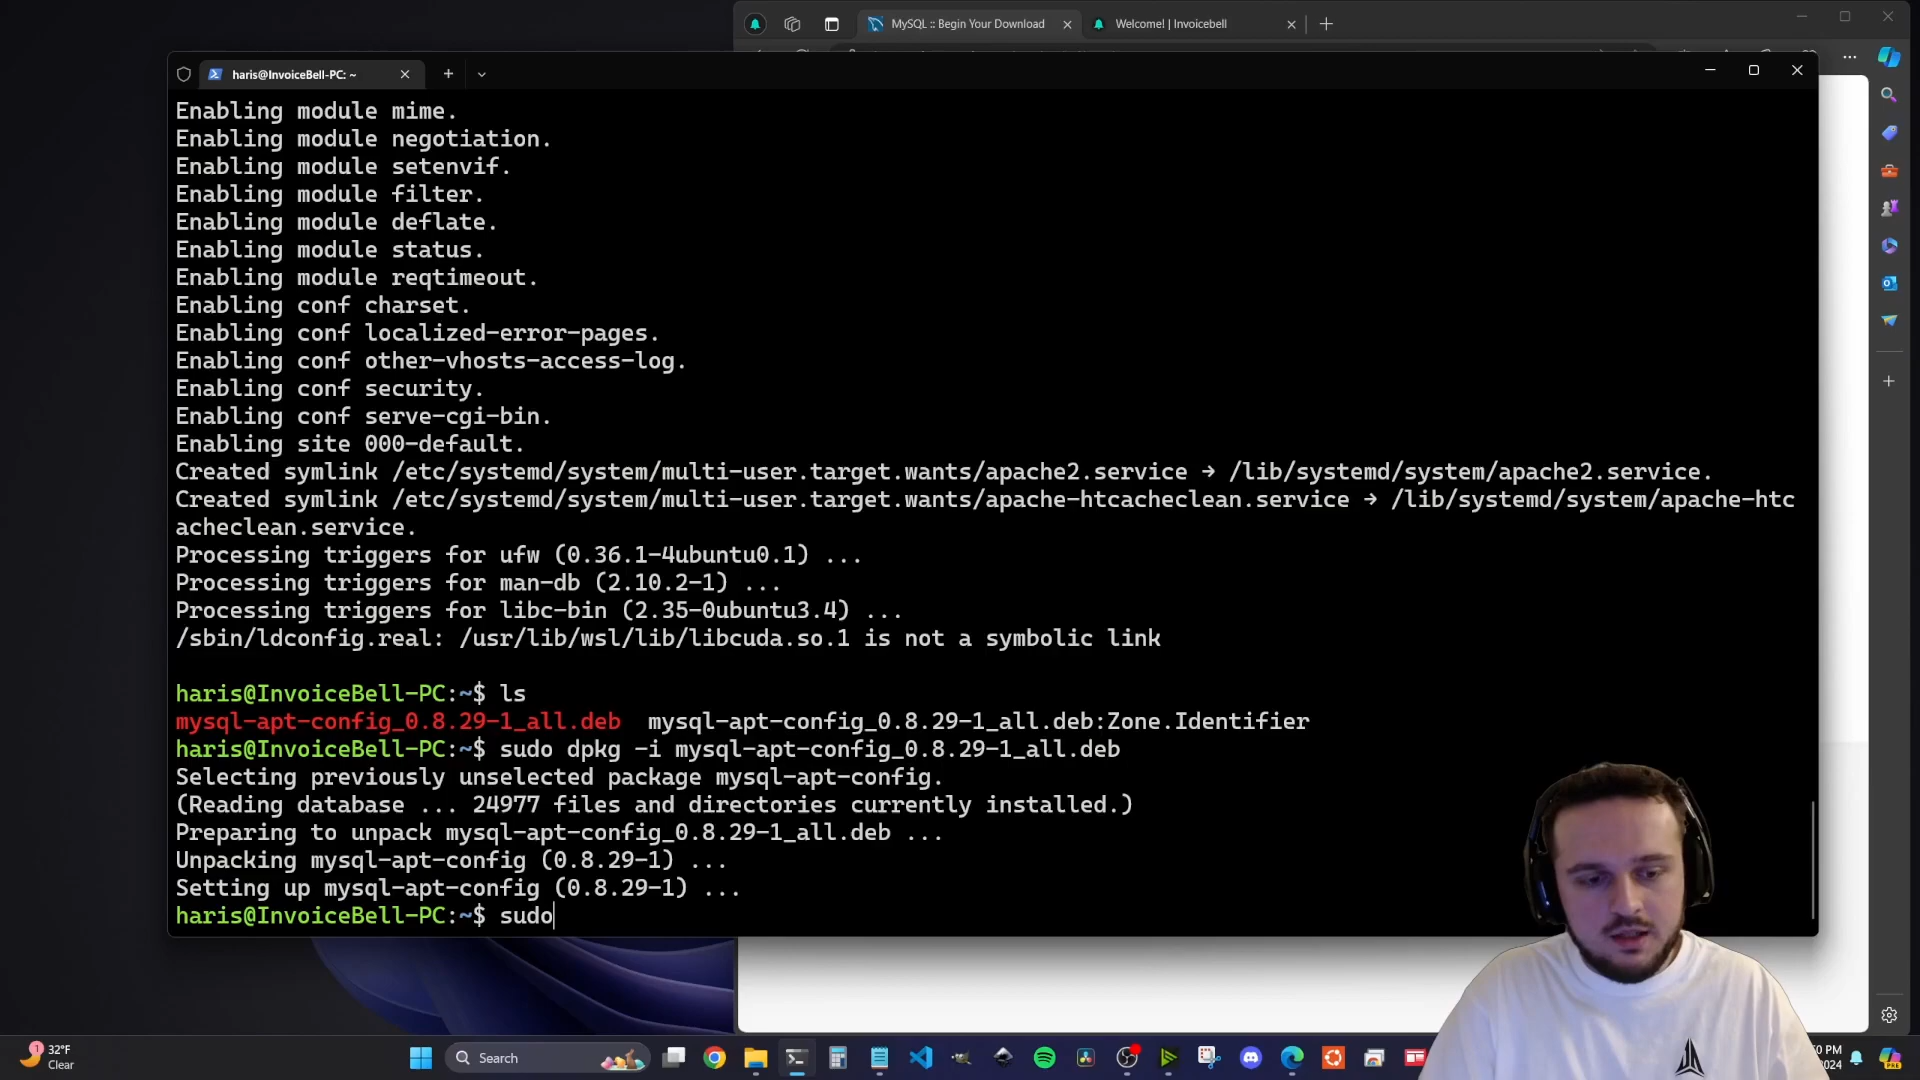 MySQL :: Begin Your Download
Welcome! | Invoicebell
haris@InvoiceBell-PC: ~
Enabling module mime.
Enabling module negotiation.
Enabling module setenvif.
Enabling module filter.
Enabling module deflate.
Enabling module status.
Enabling module reqtimeout.
Enabling conf charset.
Enabling conf localized-error-pages.
Enabling conf other-vhosts-access-log.
Enabling conf security.
Enabling conf serve-cgi-bin.
Enabling site 000-default.
Created symlink /etc/systemd/system/multi-user.target.wants/apache2.service → /lib/systemd/system/apache2.service.
Created symlink /etc/systemd/system/multi-user.target.wants/apache-htcacheclean.service → /lib/systemd/system/apache-htc
acheclean.service.
Processing triggers for ufw (0.36.1-4ubuntu0.1) ...
Processing triggers for man-db (2.10.2-1) ...
Processing triggers for libc-bin (2.35-0ubuntu3.4) ...
/sbin/ldconfig.real: /usr/lib/wsl/lib/libcuda.so.1 is not a symbolic link
haris@InvoiceBell-PC:~$ ls
mysql-apt-config_0.8.29-1_all.deb  mysql-apt-config_0.8.29-1_all.deb:Zone.Identifier
haris@InvoiceBell-PC:~$ sudo dpkg -i mysql-apt-config_0.8.29-1_all.deb
Selecting previously unselected package mysql-apt-config.
(Reading database ... 24977 files and directories currently installed.)
Preparing to unpack mysql-apt-config_0.8.29-1_all.deb ...
Unpacking mysql-apt-config (0.8.29-1) ...
Setting up mysql-apt-config (0.8.29-1) ...
haris@InvoiceBell-PC:~$ sudo
1
32°F
Clear
Search
0 PM
2024
PRE